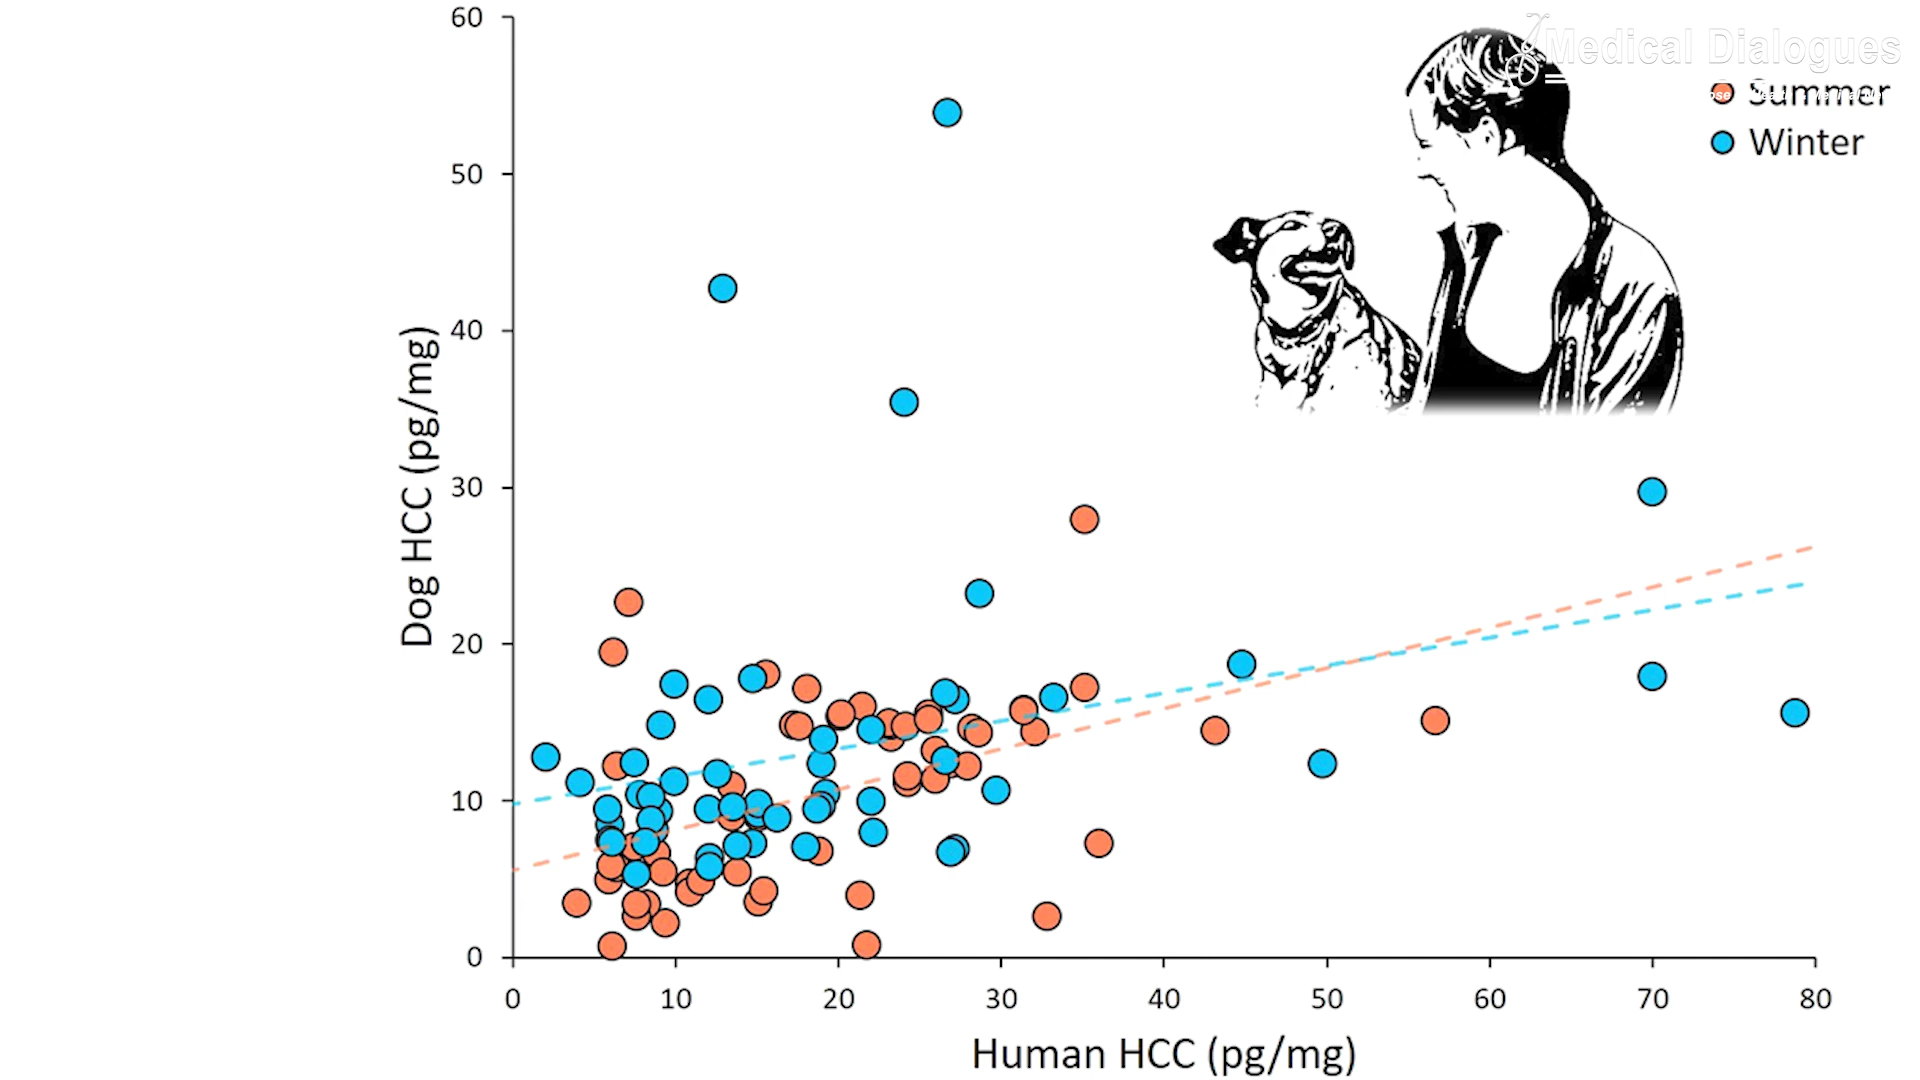 Medical Dialogues
Summer
Winter
60
50
40
30
20
10
0
Dog HCC (pg/mg)
0 10 20 30 40 50 60 70 80
Human HCC (pg/mg)